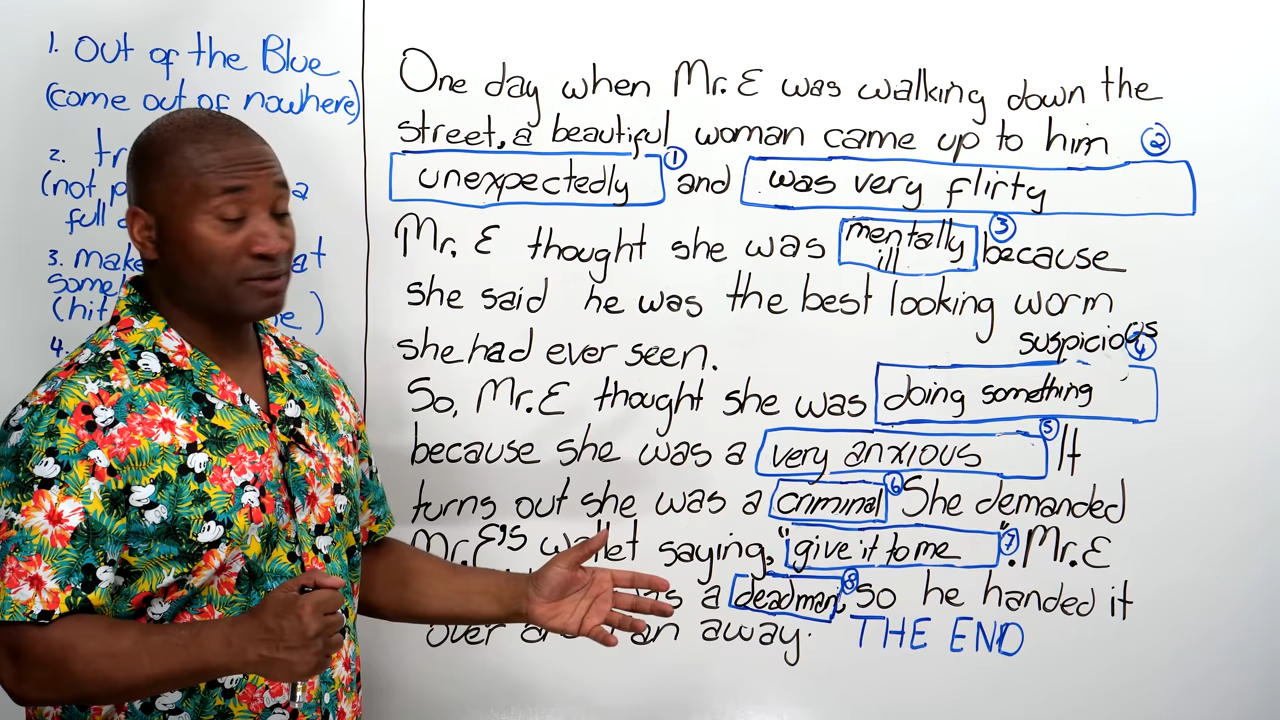 1. Out of the Blue
(come out of nowhere)
2. tr
(not p a
full
3. make at
some
(hit e)
4.
One day when Mr. E was walking down the
street, a beautiful woman came up to him ②
unexpectedly ① and was very flirty
Mr. E thought she was mentally ill ③ because
she said he was the best looking worm
she had ever seen.
suspicious ④
So, Mr. E thought she was doing something
because she was a very anxious ⑤ It
turns out she was a criminal ⑥ She demanded
Mr. E's wallet saying, "give it to me ⑦". Mr. E
as a deadman ⑧, so he handed it
over an away. THE END